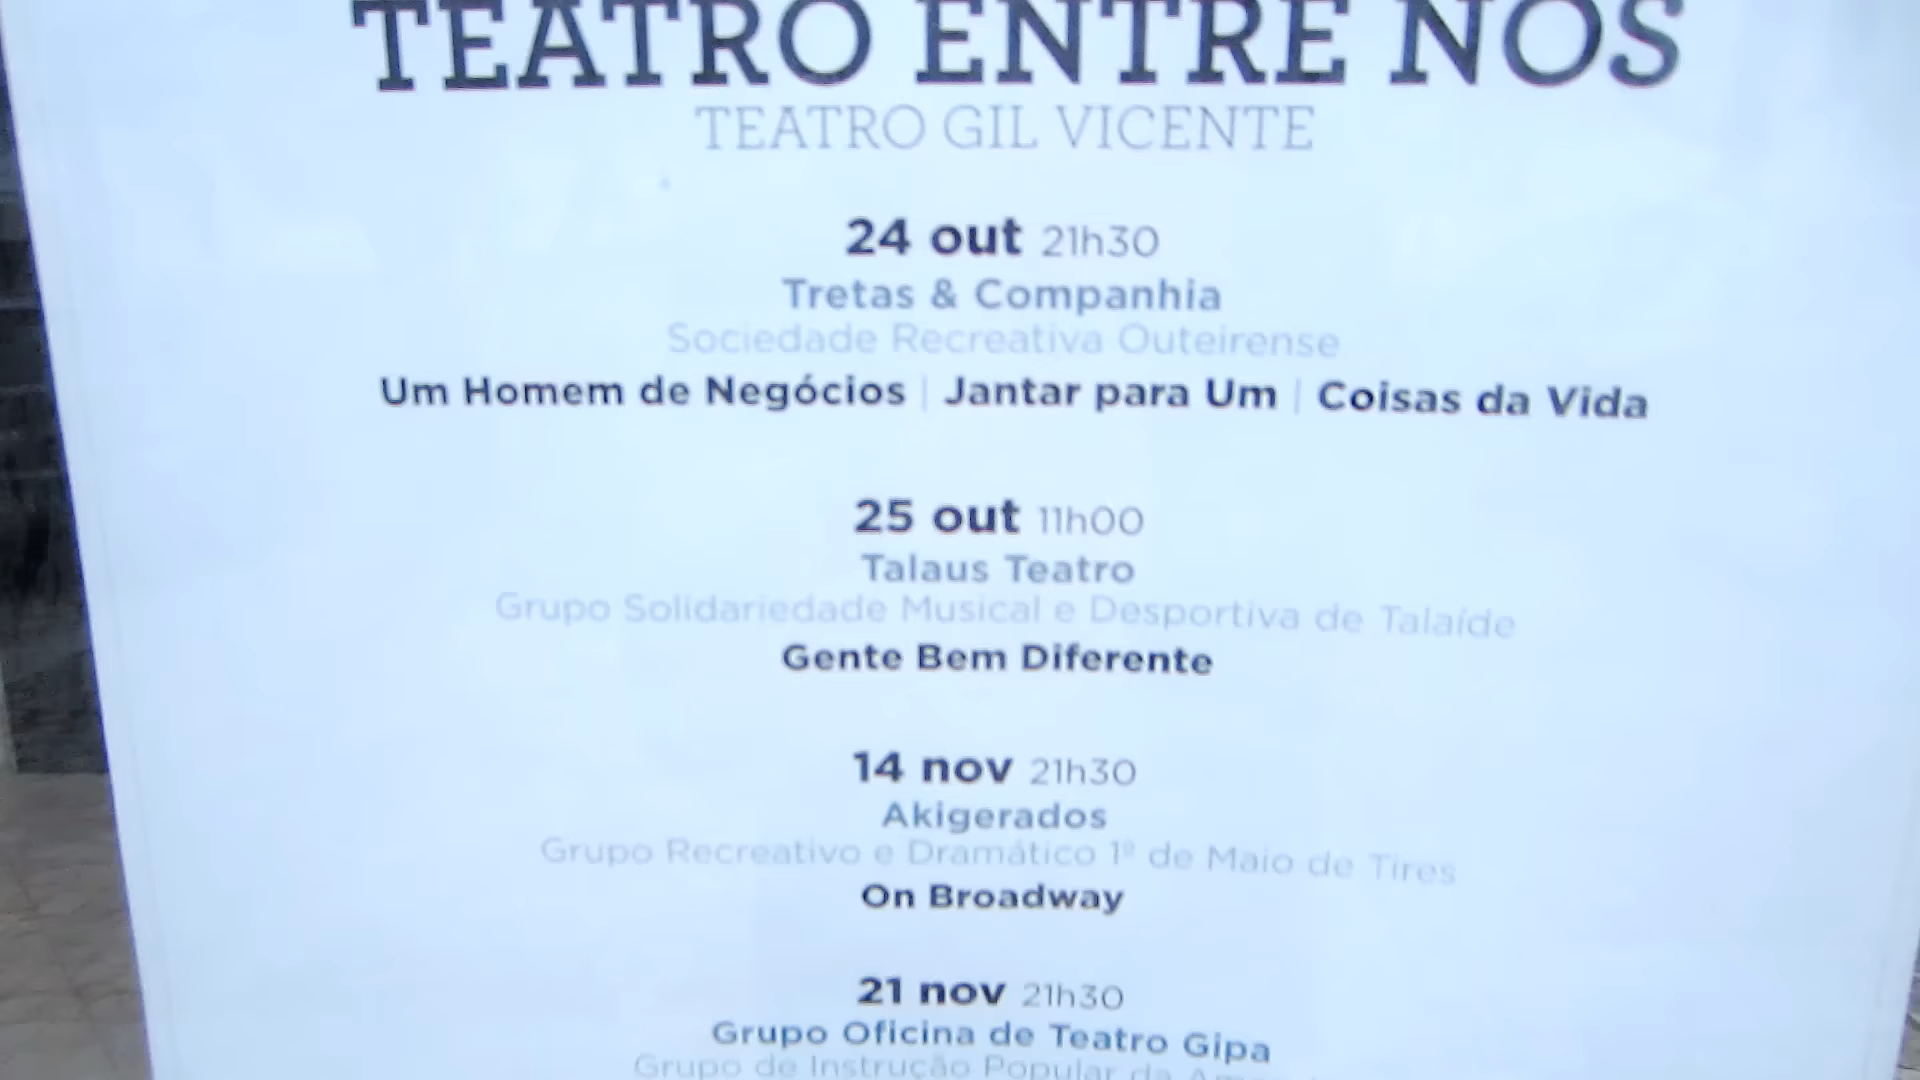 TEATRO ENTRE NÓS
TEATRO GIL VICENTE
24 out 21h30
Tretas & Companhia
Sociedade Recreativa Outeirense
Um Homem de Negócios | Jantar para Um | Coisas da Vida
25 out 11h00
Talaus Teatro
Grupo Solidariedade Musical e Desportiva de Talaíde
Gente Bem Diferente
14 nov 21h30
Akigerados
Grupo Recreativo e Dramático 1º de Maio de Tires
On Broadway
21 nov 21h30
Grupo Oficina de Teatro Gipa
Grupo de Instrução Popular da